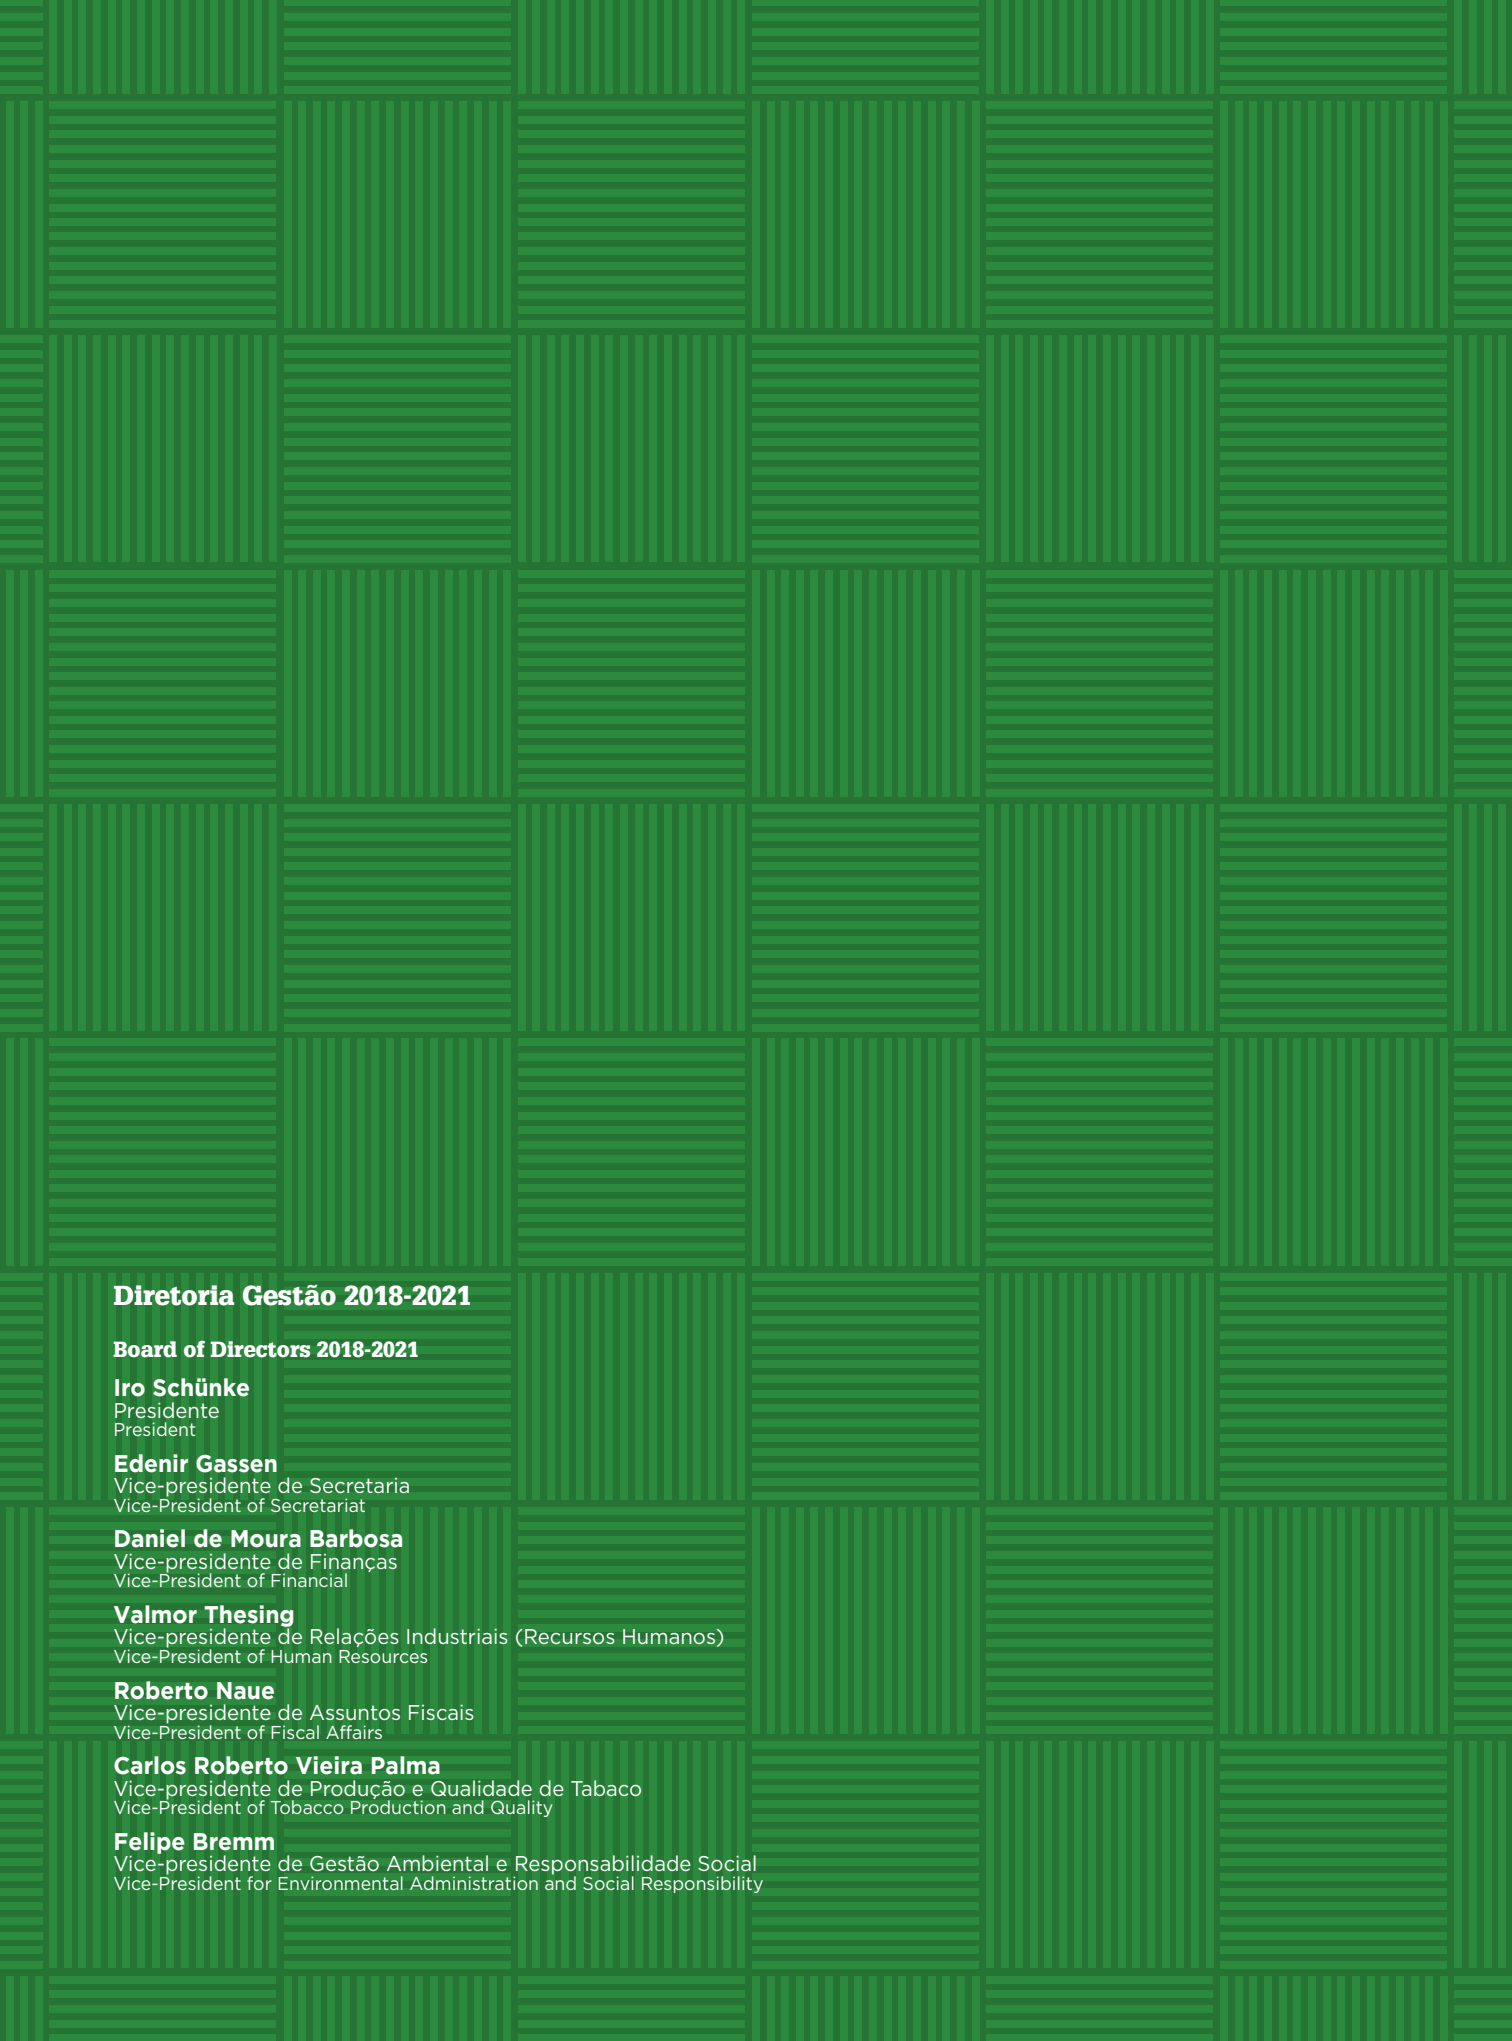 Diretoria Gestão 2018-2021
Board of Directors 2018-2021
Iro Schünke
Presidente
President
Edenir Gassen
Vice-presidente de Secretaria
Vice-President of Secretariat
Daniel de Moura Barbosa
Vice-presidente de Finanças
Vice-President of Financial
Valmor Thesing
Vice-presidente de Relações Industriais (Recursos Humanos)
Vice-President of Human Resources
Roberto Naue
Vice-presidente de Assuntos Fiscais
Vice-President of Fiscal Affairs
Carlos Roberto Vieira Palma
Vice-presidente de Produção e Qualidade de Tabaco
Vice-President of Tobacco Production and Quality
Felipe Bremm
Vice-presidente de Gestão Ambiental e Responsabilidade Social
Vice-President for Environmental Administration and Social Responsibility